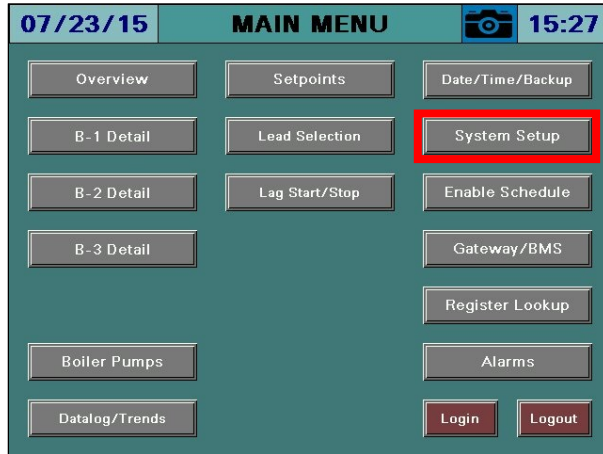 07/23/15 MAIN MENU 15:27
Overview Setpoints Date/Time/Backup
B-1 Detail Lead Selection System Setup
B-2 Detail Lag Start/Stop Enable Schedule
B-3 Detail Gateway/BMS
Register Lookup
Boiler Pumps Alarms
Datalog/Trends Login Logout